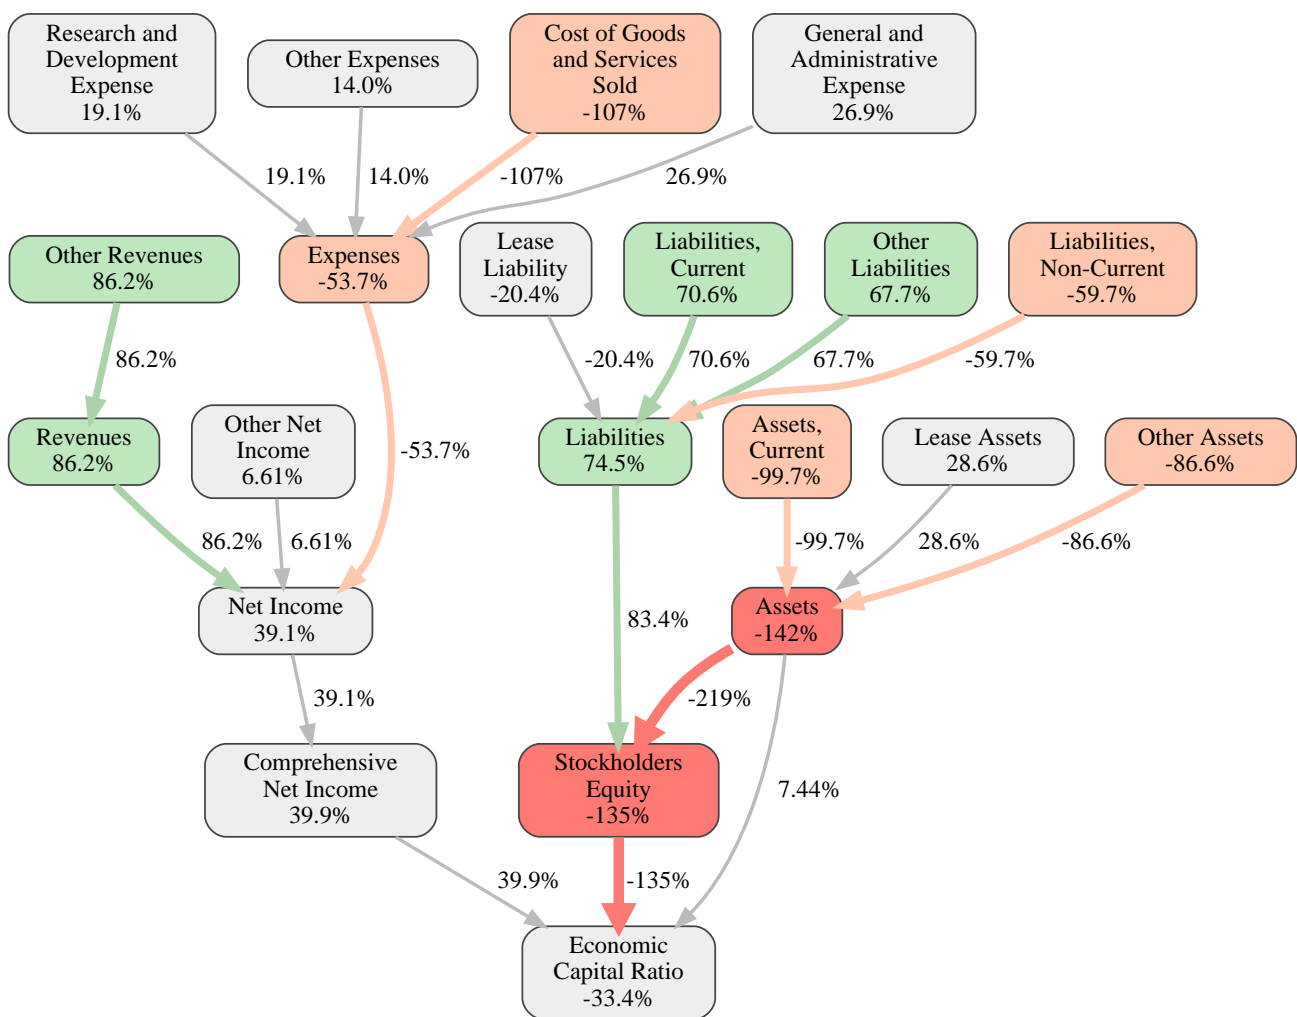 Research and
Development
Expense
19.1%
Other Expenses
14.0%
Cost of Goods
and Services
Sold
-107%
General and
Administrative
Expense
26.9%
19.1%
14.0%
-107%
26.9%
Other Revenues
86.2%
Expenses
-53.7%
Lease
Liability
-20.4%
Liabilities,
Current
70.6%
Other
Liabilities
67.7%
Liabilities,
Non-Current
-59.7%
86.2%
-20.4%
70.6%
67.7%
-59.7%
Revenues
86.2%
Other Net
Income
6.61%
-53.7%
Liabilities
74.5%
Assets,
Current
-99.7%
Lease Assets
28.6%
Other Assets
-86.6%
86.2%
6.61%
-99.7%
28.6%
-86.6%
Net Income
39.1%
83.4%
Assets
-142%
39.1%
-219%
Comprehensive
Net Income
39.9%
Stockholders
Equity
-135%
7.44%
39.9%
-135%
Economic
Capital Ratio
-33.4%